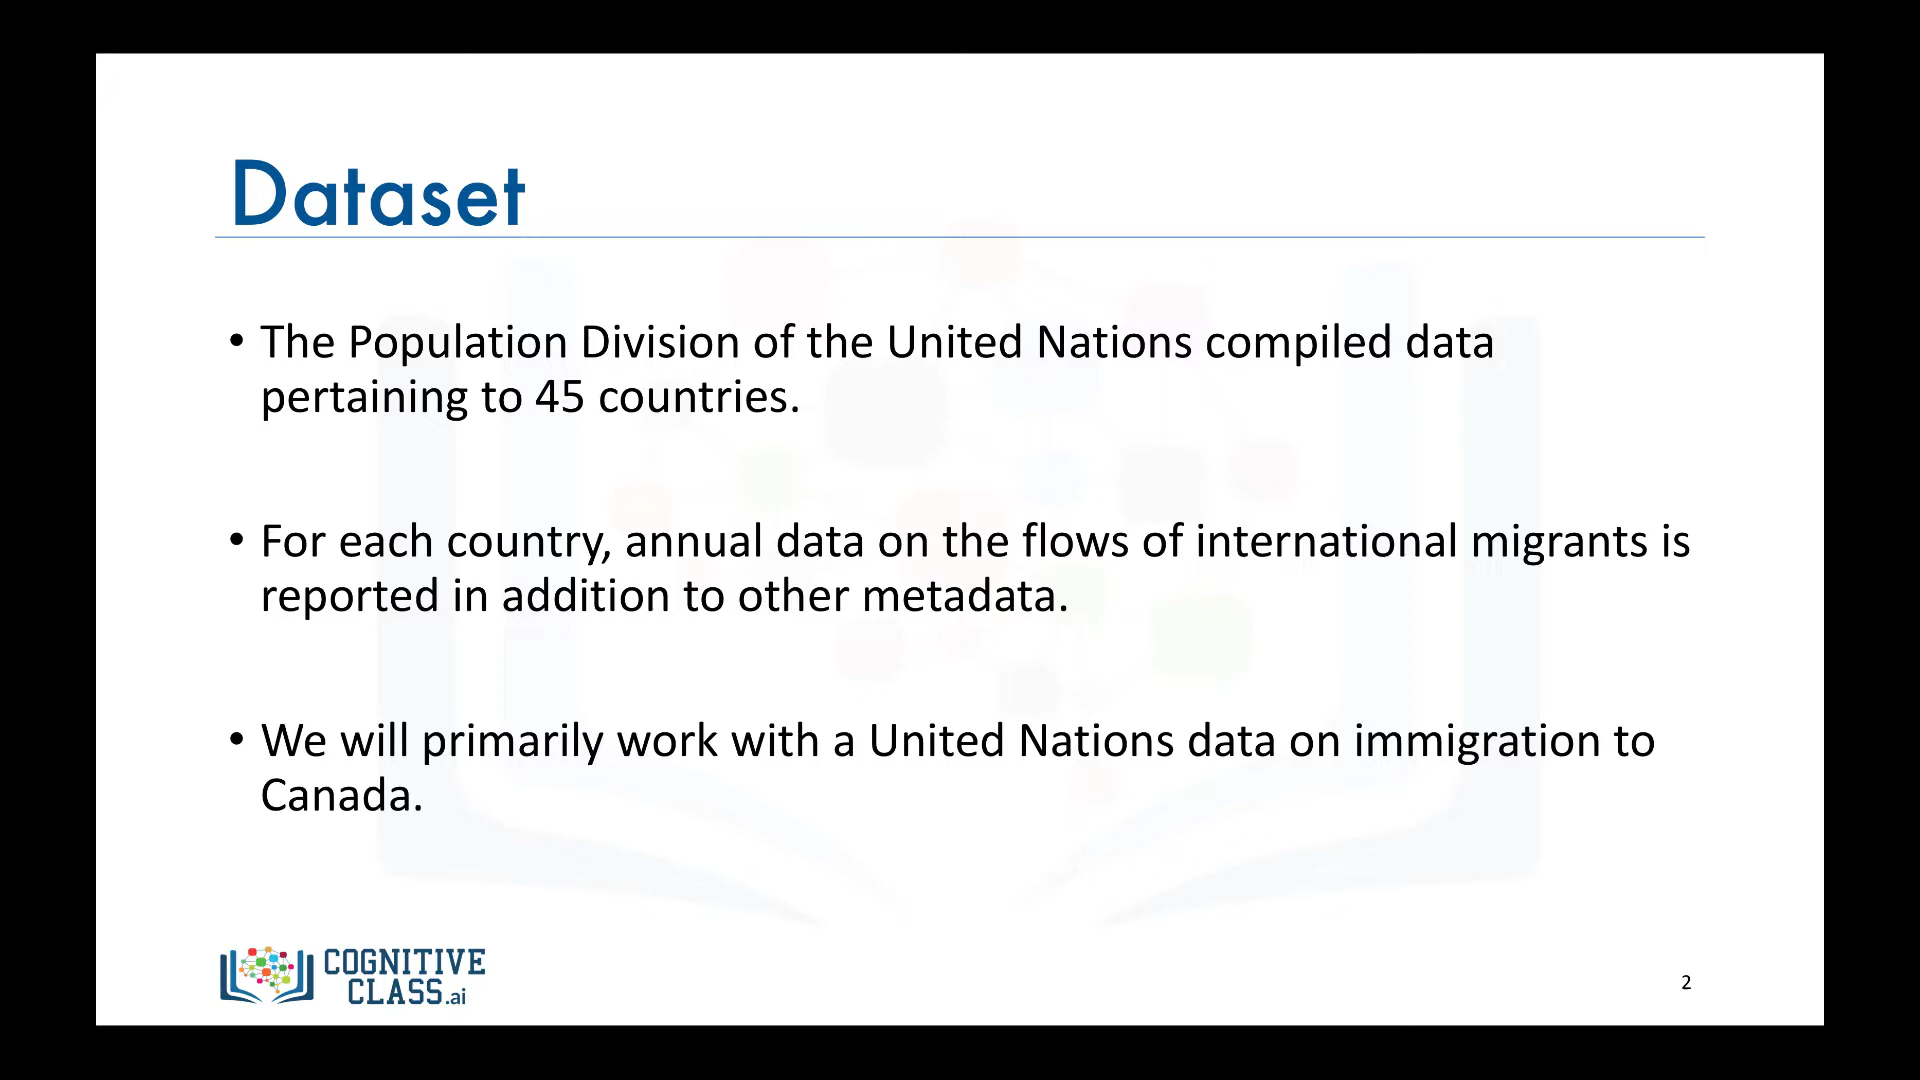 Dataset
• The Population Division of the United Nations compiled data
pertaining to 45 countries.
• For each country, annual data on the flows of international migrants is
reported in addition to other metadata.
• We will primarily work with a United Nations data on immigration to
Canada.
COGNITIVE
CLASS.ai
2